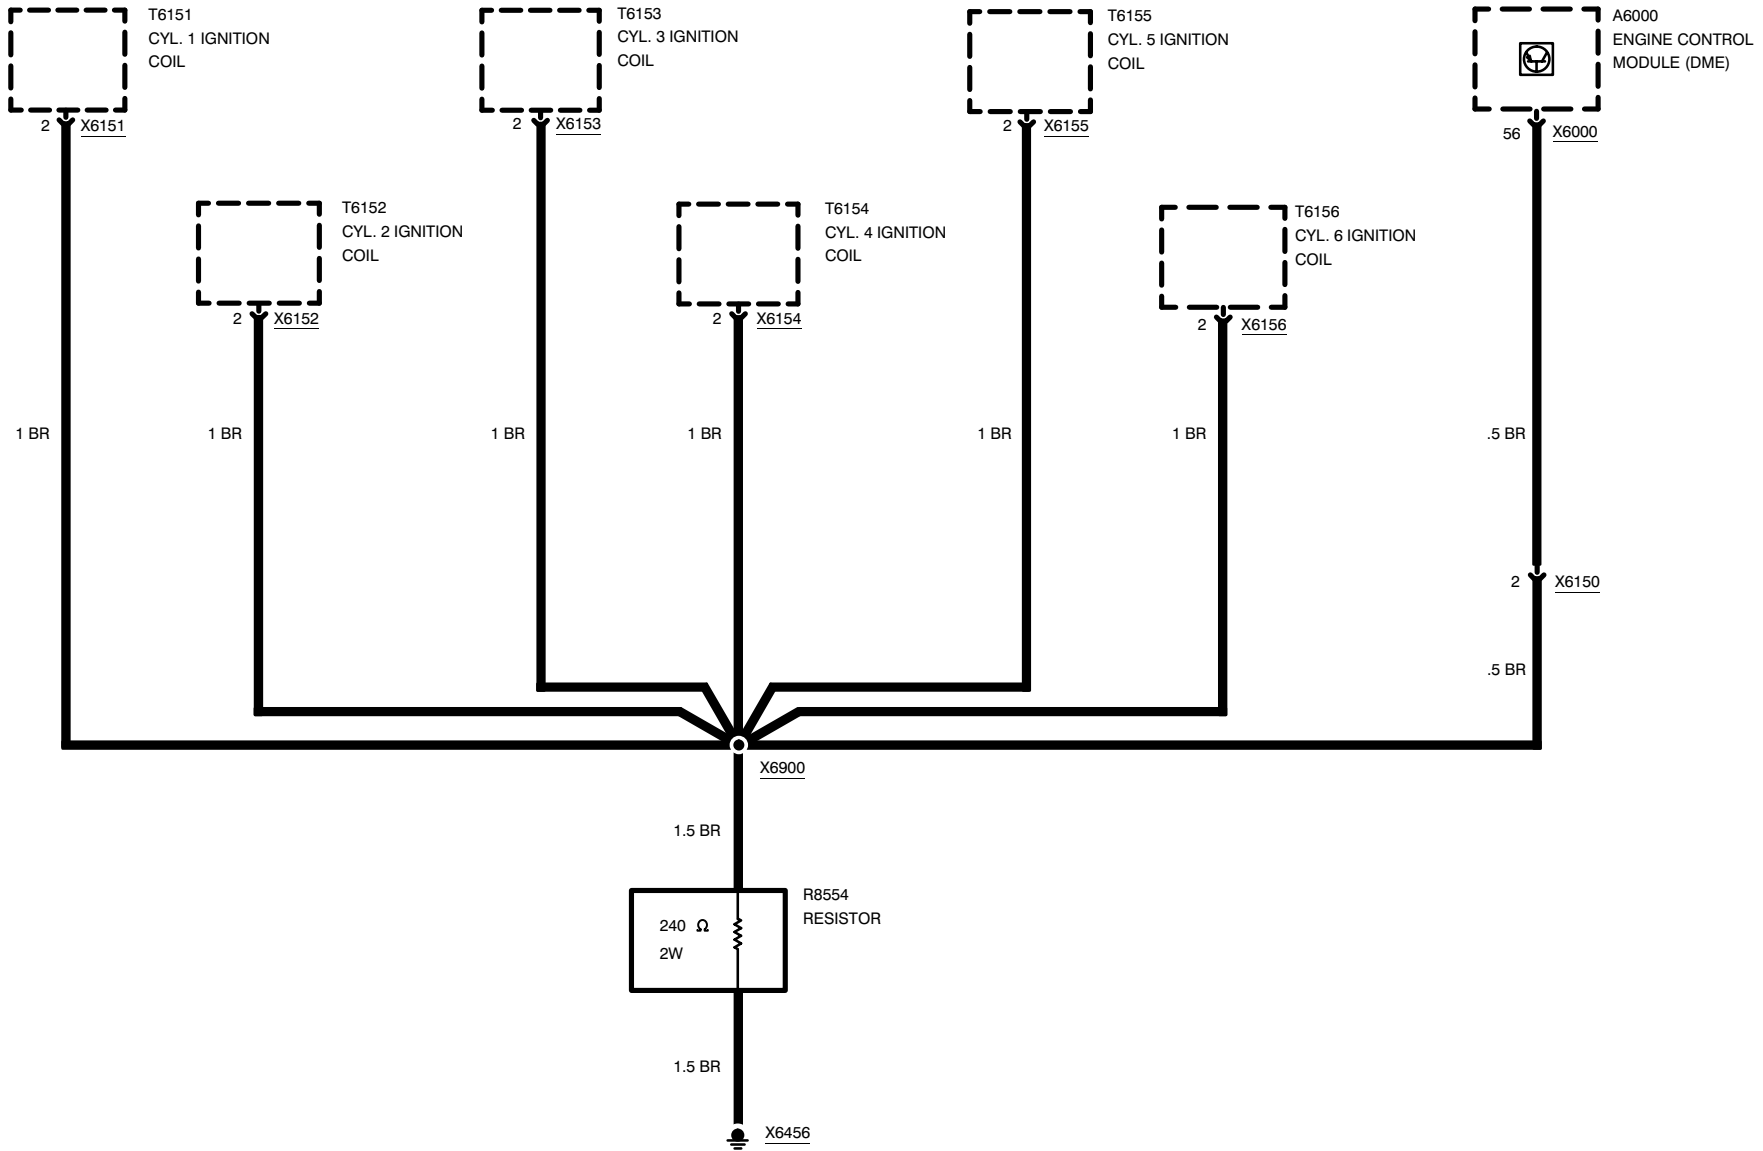 T6151
CYL. 1 IGNITION
COIL
2 X6151
T6153
CYL. 3 IGNITION
COIL
2 X6153
T6155
CYL. 5 IGNITION
COIL
2 X6155
A6000
ENGINE CONTROL
MODULE (DME)
56 X6000
T6152
CYL. 2 IGNITION
COIL
2 X6152
T6154
CYL. 4 IGNITION
COIL
2 X6154
T6156
CYL. 6 IGNITION
COIL
2 X6156
1 BR
1 BR
1 BR
1 BR
1 BR
1 BR
.5 BR
2 X6150
.5 BR
X6900
1.5 BR
R8554
RESISTOR
240 Ω
2W
1.5 BR
X6456